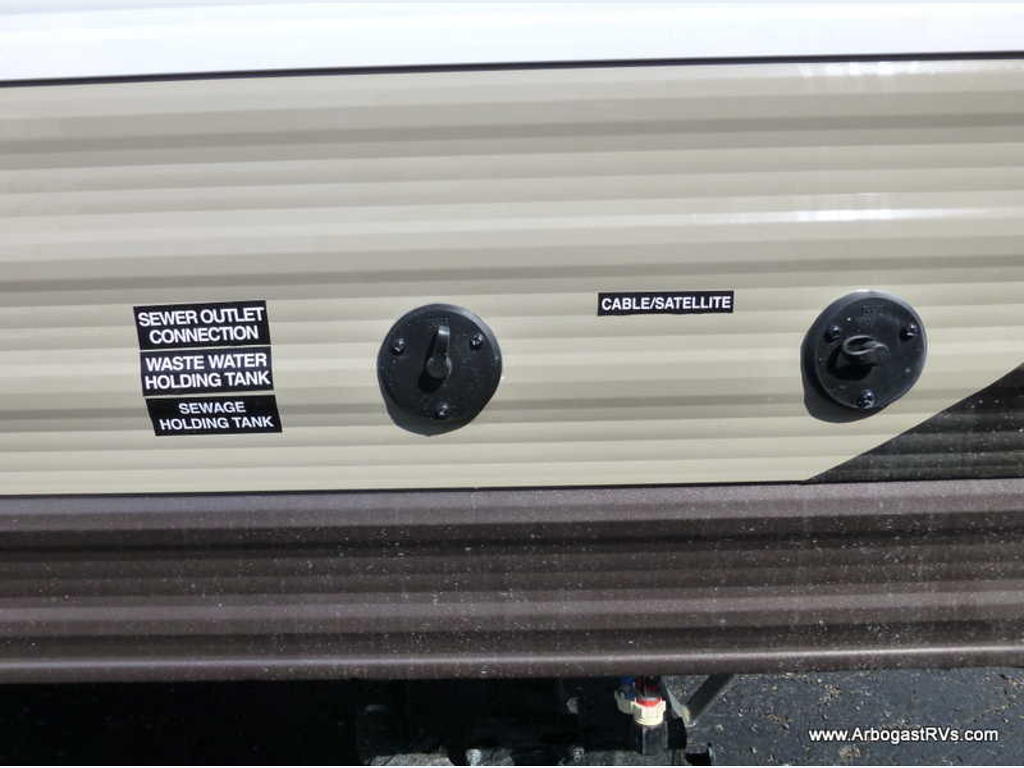 SEWER OUTLET
CONNECTION
WASTE WATER
HOLDING TANK
SEWAGE
HOLDING TANK
CABLE/SATELLITE
www.ArbogastRVs.com